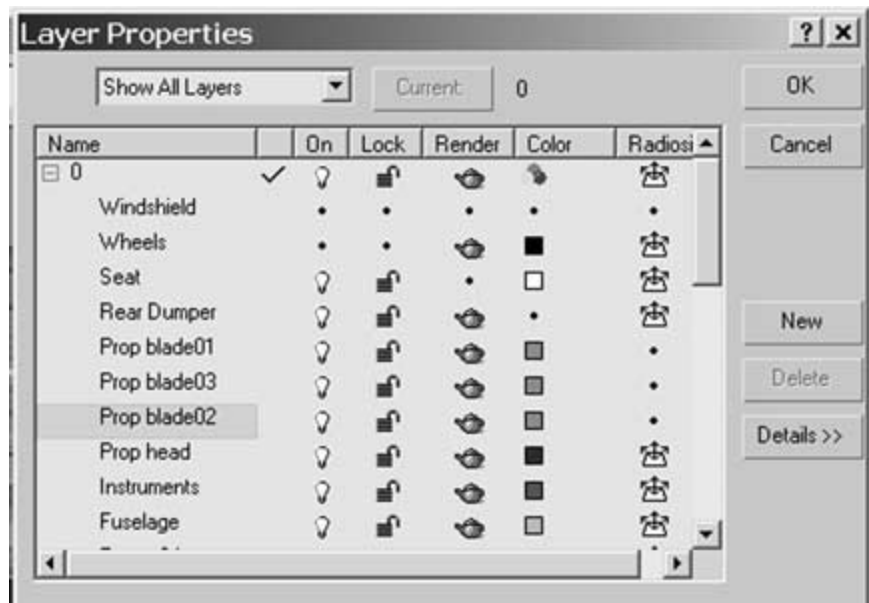 Layer Properties
Show All Layers
Current:
0
OK
Cancel
Name
On
Lock
Render
Color
Radiosi
0
Windshield
Wheels
Seat
Rear Dumper
Prop blade01
Prop blade03
Prop blade02
Prop head
Instruments
Fuselage
New
Delete
Details >>